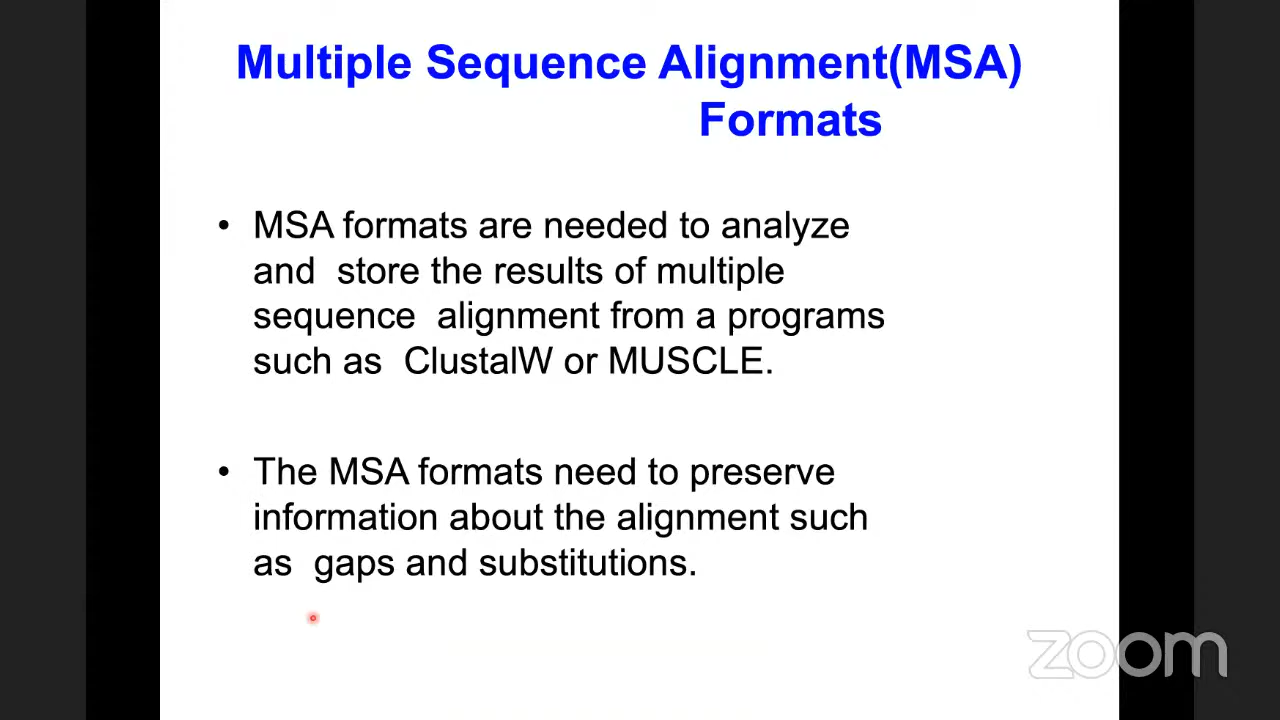 Multiple Sequence Alignment(MSA)
Formats
• MSA formats are needed to analyze
and store the results of multiple
sequence alignment from a programs
such as ClustalW or MUSCLE.
• The MSA formats need to preserve
information about the alignment such
as gaps and substitutions.
zoom